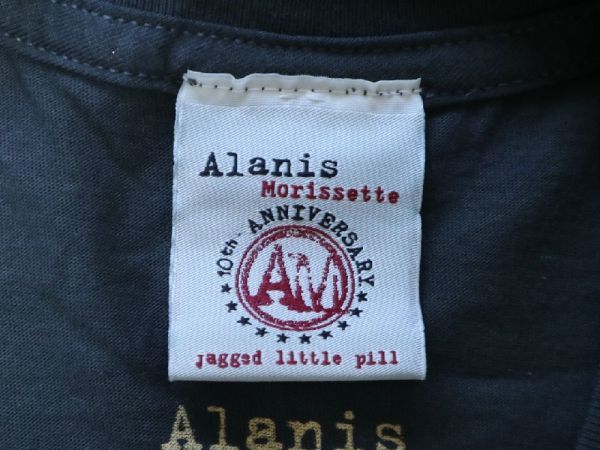 Alanis
Morissette
10th ANNIVERSARY
AM
jagged little pill
Alanis